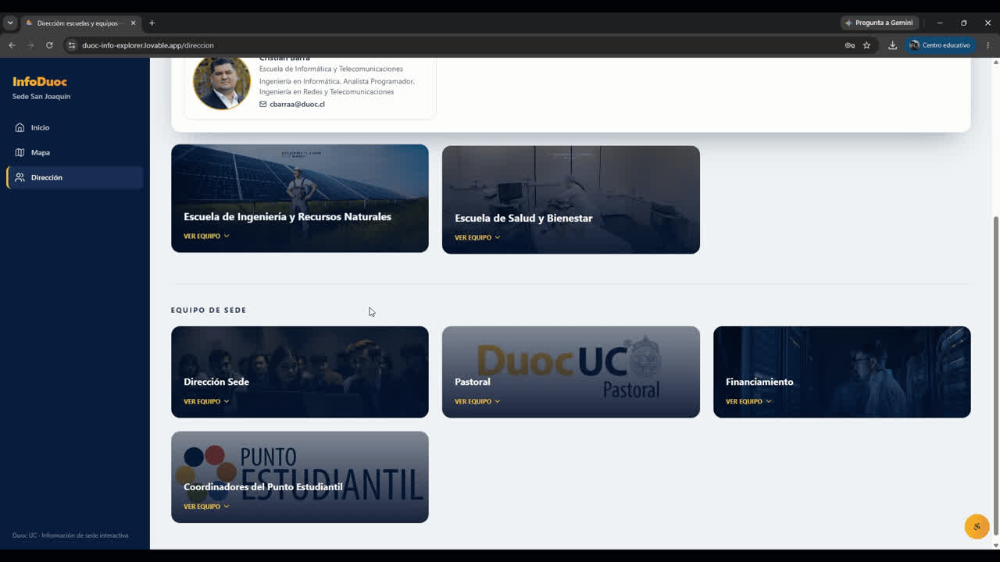 Dirección: escuelas y equipos
Pregunta a Gemini
duoc-info-explorer.lovable.app/direccion
Centro educativo
InfoDuoc
Sede San Joaquín
Inicio
Mapa
Dirección
Duoc UC · Información de sede interactiva
Cristian Barra
Escuela de Informática y Telecomunicaciones
Ingeniería en Informática, Analista Programador,
Ingeniería en Redes y Telecomunicaciones
cbarraa@duoc.cl
Escuela de Ingeniería y Recursos Naturales
VER EQUIPO
Escuela de Salud y Bienestar
VER EQUIPO
EQUIPO DE SEDE
Dirección Sede
VER EQUIPO
Duoc UC
Pastoral
Pastoral
VER EQUIPO
Financiamiento
VER EQUIPO
PUNTO
ESTUDIANTIL
Coordinadores del Punto Estudiantil
VER EQUIPO